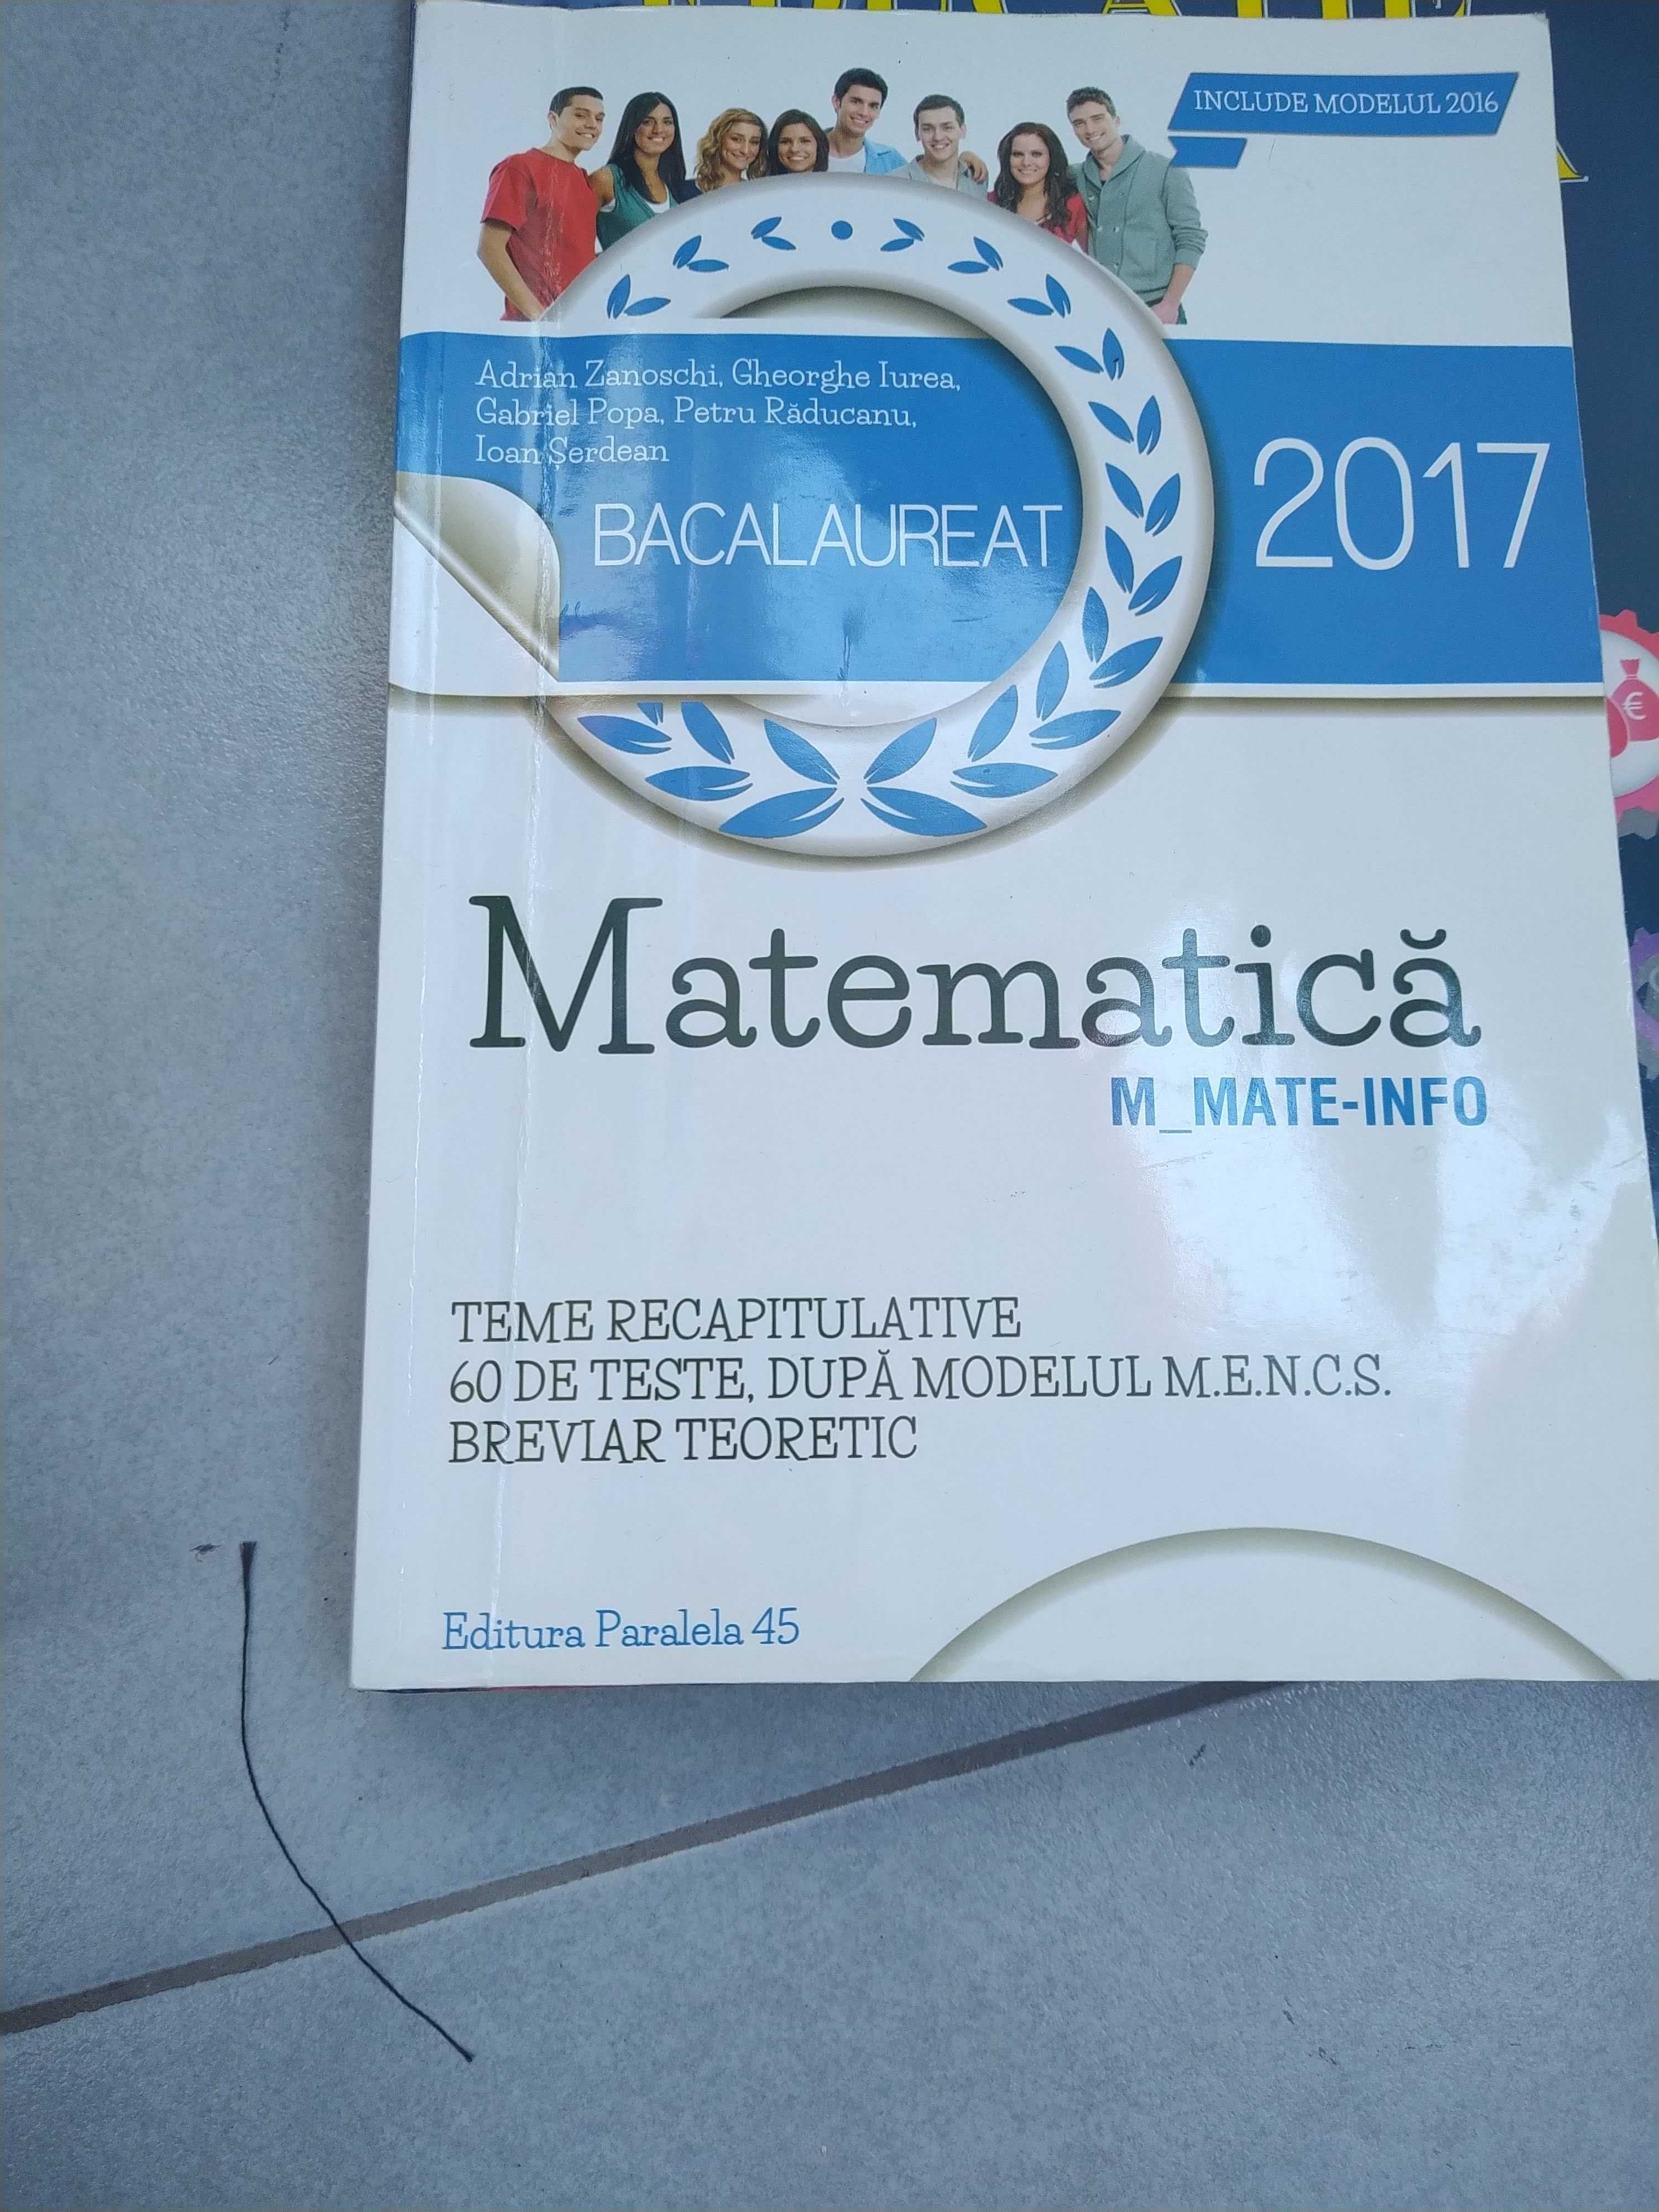 INCLUDE MODELUL 2016
Adrian Zanoschi, Gheorghe Iurea,
Gabriel Popa, Petru Răducanu,
Ioan Șerdean
BACALAUREAT
2017
Matematică
M_MATE-INFO
TEME RECAPITULATIVE
60 DE TESTE, DUPĂ MODELUL M.E.N.C.S.
BREVIAR TEORETIC
Editura Paralela 45
€